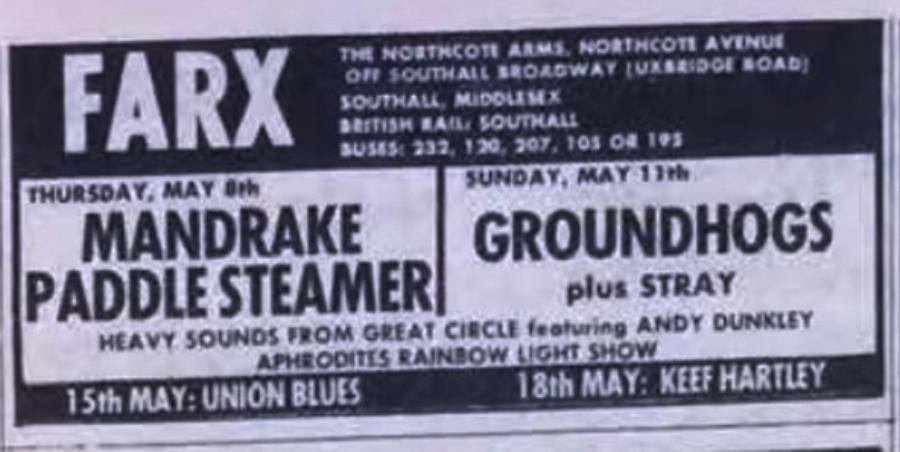 FARX
THE NORTHCOTE ARMS, NORTHCOTE AVENUE
OFF SOUTHALL BROADWAY (UXBRIDGE ROAD)
SOUTHALL, MIDDLESEX
BRITISH RAIL: SOUTHALL
BUSES: 232, 120, 207, 105 OR 195
THURSDAY, MAY 8th
MANDRAKE
PADDLE STEAMER
SUNDAY, MAY 11th
GROUNDHOGS
plus STRAY
HEAVY SOUNDS FROM GREAT CIRCLE featuring ANDY DUNKLEY
APHRODITES RAINBOW LIGHT SHOW
15th MAY: UNION BLUES
18th MAY: KEEF HARTLEY